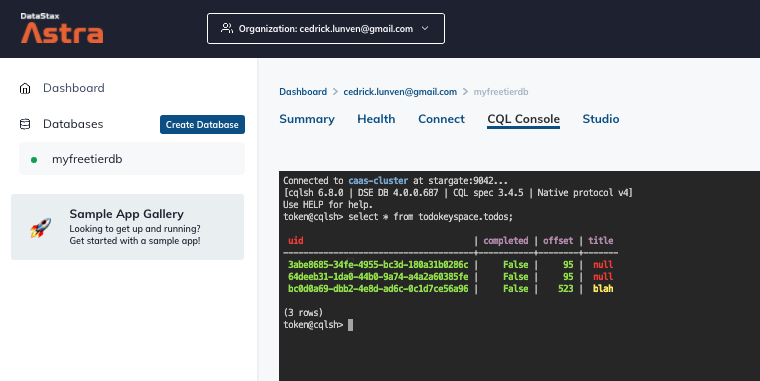 DataStax
Astra
Organization: cedrick.lunven@gmail.com
Dashboard
Databases
Create Database
myfreetierdb
Sample App Gallery
Looking to get up and running?
Get started with a sample app!
Dashboard > cedrick.lunven@gmail.com > myfreetierdb
Summary Health Connect CQL Console Studio
Connected to caas-cluster at stargate:9042...
[cqlsh 6.8.0 | DSE DB 4.0.0.687 | CQL spec 3.4.5 | Native protocol v4]
Use HELP for help.
token@cqlsh> select * from todokeyspace.todos;
uid | completed | offset | title
--------------------------------------+-----------+--------+-------
3abe8685-34fe-4955-bc3d-180a31b0286c | False | 95 | null
64deeb31-1da0-44b0-9a74-a4a2a60385fe | False | 95 | null
bc0d0a69-dbb2-4e8d-ad6c-0c1d7ce56a96 | False | 523 | blah
(3 rows)
token@cqlsh>